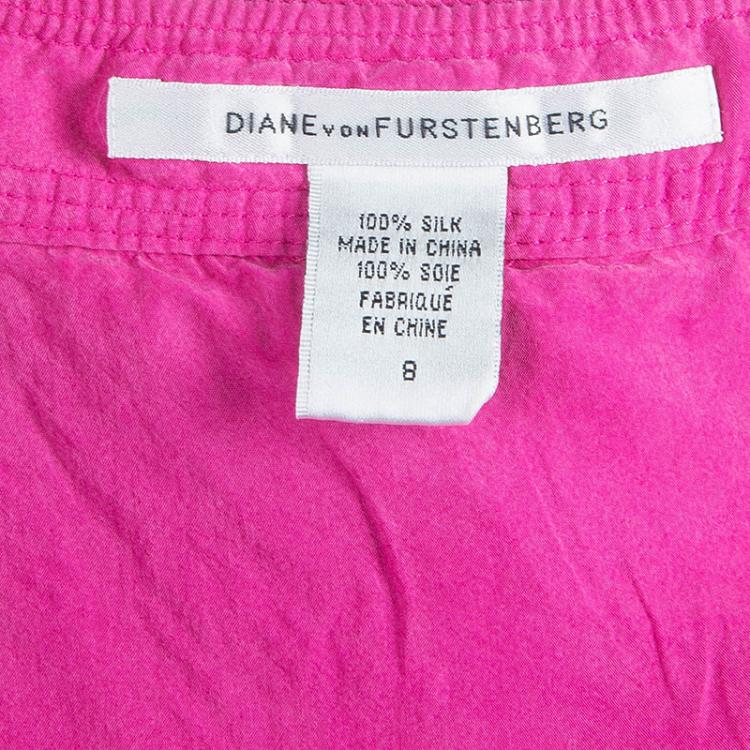 DIANE VON FURSTENBERG
100% SILK
MADE IN CHINA
100% SOIE
FABRIQUÉ
EN CHINE
8